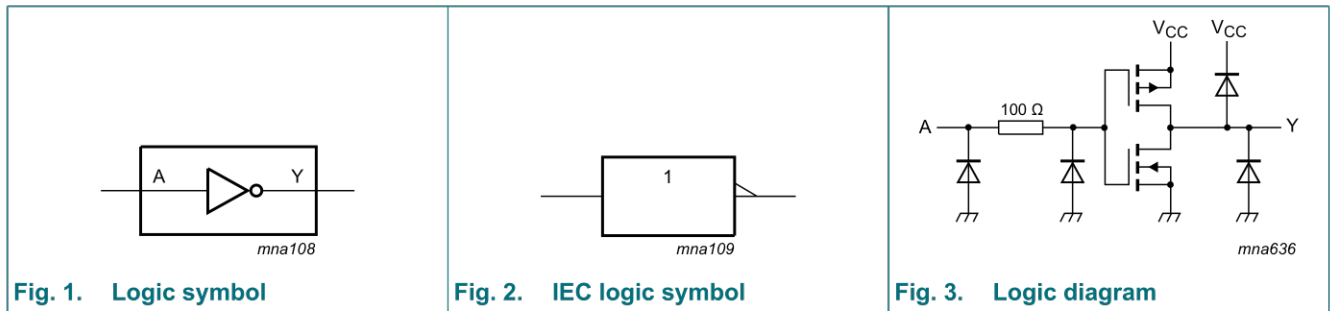 A Y
mna108
Fig. 1. Logic symbol
1
mna109
Fig. 2. IEC logic symbol
VCC VCC
100 Ω
A Y
mna636
Fig. 3. Logic diagram